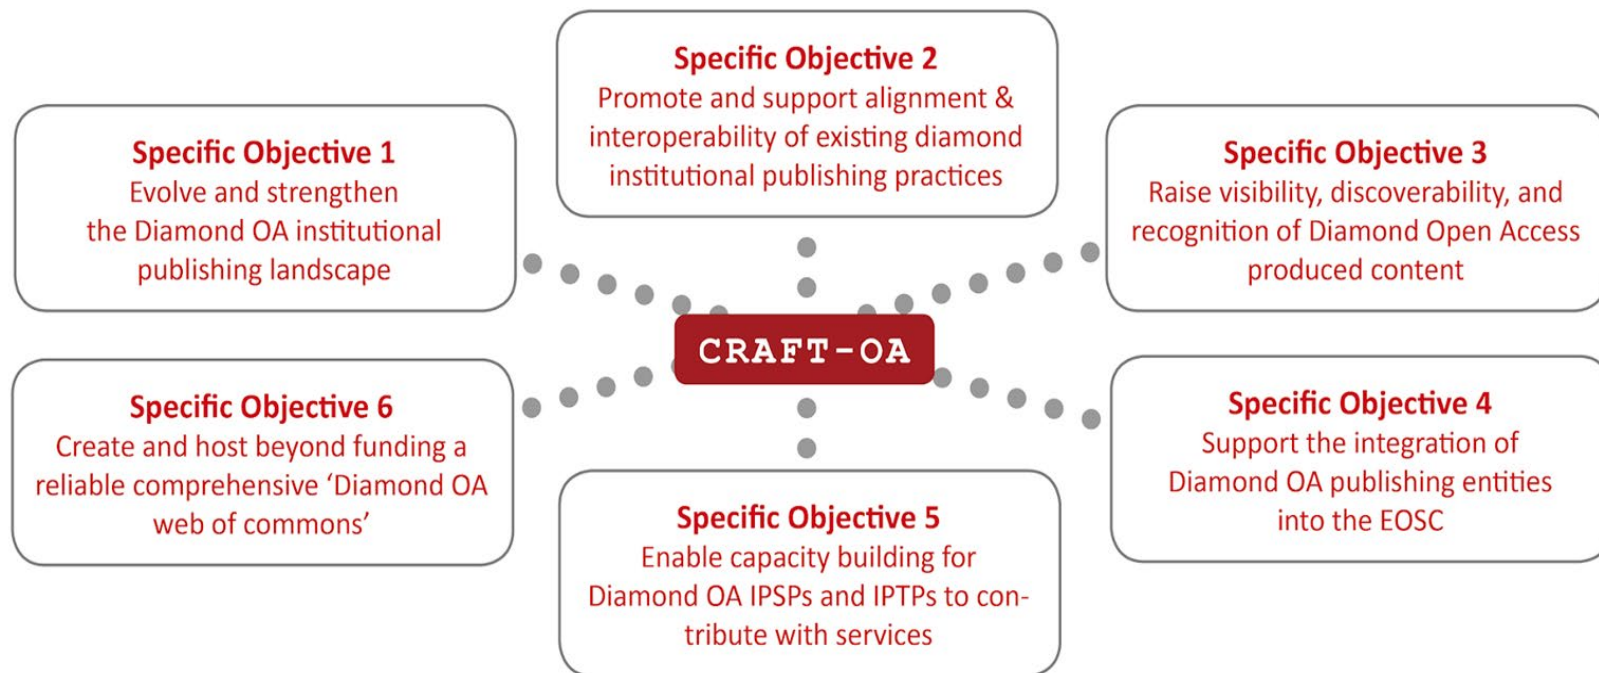 Specific Objective 1
Evolve and strengthen
the Diamond OA institutional
publishing landscape
Specific Objective 2
Promote and support alignment &
interoperability of existing diamond
institutional publishing practices
Specific Objective 3
Raise visibility, discoverability, and
recognition of Diamond Open Access
produced content
CRAFT-OA
Specific Objective 4
Support the integration of
Diamond OA publishing entities
into the EOSC
Specific Objective 5
Enable capacity building for
Diamond OA IPSPs and IPTPs to con-
tribute with services
Specific Objective 6
Create and host beyond funding a
reliable comprehensive ‘Diamond OA
web of commons’